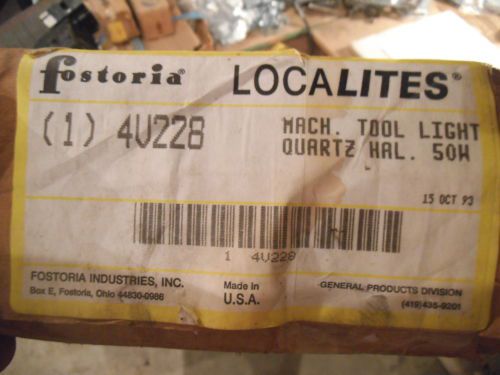 fostoria® LOCALITES®
(1) 4V228 MACH. TOOL LIGHT
QUARTZ HAL. 50W
15 OCT 93
1 4V228
FOSTORIA INDUSTRIES, INC.
Box E, Fostoria, Ohio 44830-0986
Made in
U.S.A.
GENERAL PRODUCTS DIVISION
(419)435-9201